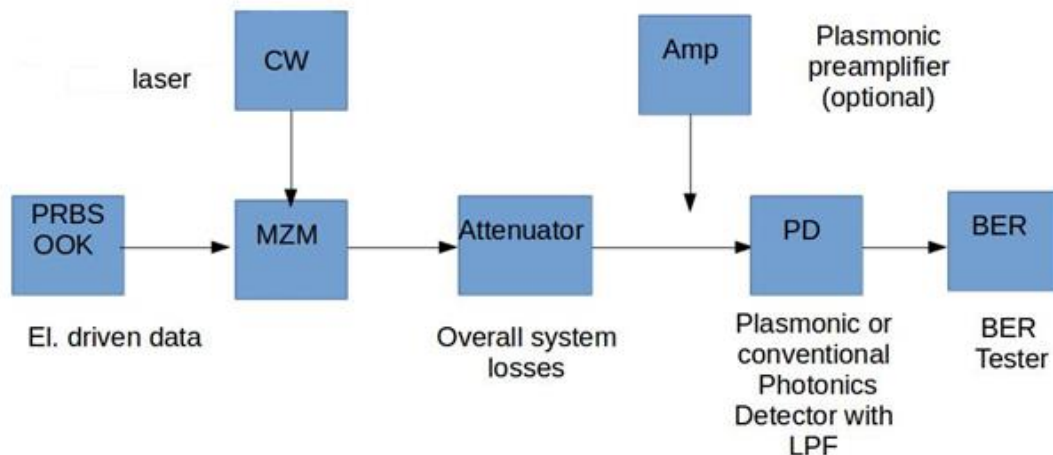 laser
CW
Amp
Plasmonic
preamplifier
(optional)
PRBS
OOK
MZM
Attenuator
PD
BER
El. driven data
Overall system
losses
Plasmonic or
conventional
Photonics
Detector with
LPF
BER
Tester